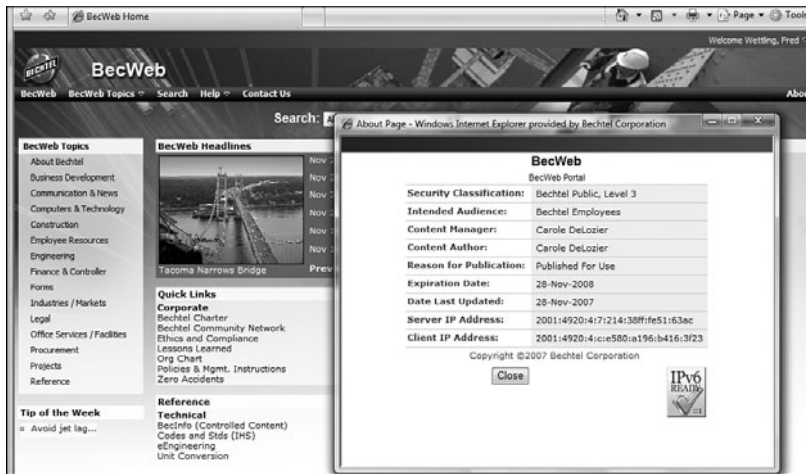 BecWeb Home
Page
Tools
Welcome Wettling, Fred
BECHTEL
BecWeb
BecWeb BecWeb Topics Search Help Contact Us
Search:
BecWeb Topics
About Bechtel
Business Development
Communication & News
Computers & Technology
Construction
Employee Resources
Engineering
Finance & Controller
Forms
Industries / Markets
Legal
Office Services / Facilities
Procurement
Projects
Reference
Tip of the Week
Avoid jet lag...
BecWeb Headlines
Nov
Nov
Nov
Nov
Nov
Tacoma Narrows Bridge
Quick Links
Corporate
Bechtel Charter
Bechtel Community Network
Ethics and Compliance
Lessons Learned
Org Chart
Policies & Mgmt. Instructions
Zero Accidents
Reference
Technical
BecInfo (Controlled Content)
Codes and Stds (IHS)
eEngineering
Unit Conversion
About Page - Windows Internet Explorer provided by Bechtel Corporation
BecWeb
BecWeb Portal
Security Classification: Bechtel Public, Level 3
Intended Audience: Bechtel Employees
Content Manager: Carole DeLozier
Content Author: Carole DeLozier
Reason for Publication: Published For Use
Expiration Date: 28-Nov-2008
Date Last Updated: 28-Nov-2007
Server IP Address: 2001:4920:4:7:214:38ff:fe51:63ac
Client IP Address: 2001:4920:4:c:e580:a196:b416:3f23
Copyright ©2007 Bechtel Corporation
Close
IPv6
READY